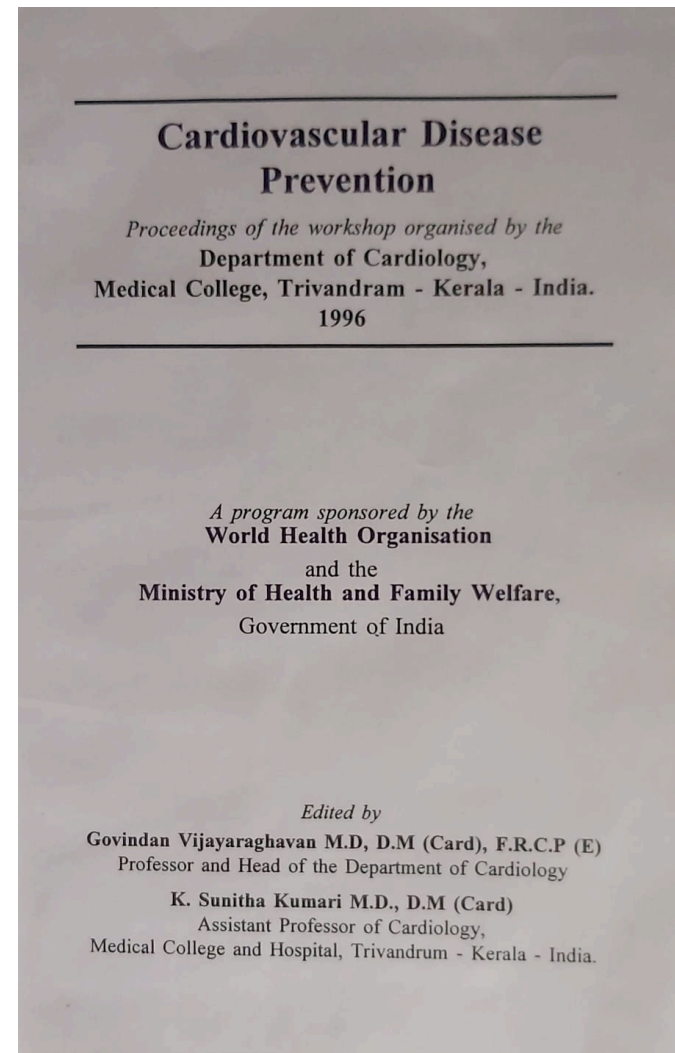 Cardiovascular Disease
Prevention
Proceedings of the workshop organised by the
Department of Cardiology,
Medical College, Trivandram - Kerala - India.
1996
A program sponsored by the
World Health Organisation
and the
Ministry of Health and Family Welfare,
Government of India
Edited by
Govindan Vijayaraghavan M.D, D.M (Card), F.R.C.P (E)
Professor and Head of the Department of Cardiology
K. Sunitha Kumari M.D., D.M (Card)
Assistant Professor of Cardiology,
Medical College and Hospital, Trivandrum - Kerala - India.